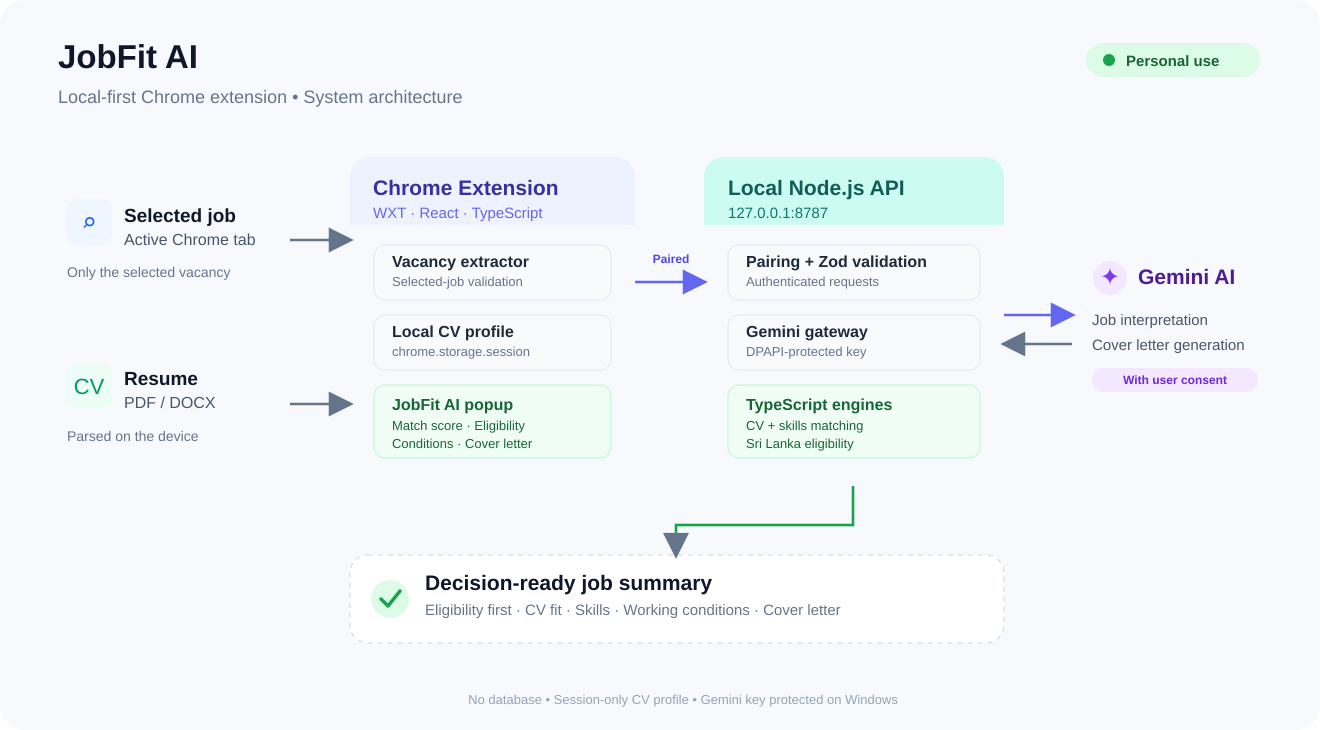 JobFit AI
Local-first Chrome extension • System architecture
Personal use
Selected job
Active Chrome tab
Only the selected vacancy
CV
Resume
PDF / DOCX
Parsed on the device
Chrome Extension
WXT · React · TypeScript
Vacancy extractor
Selected-job validation
Local CV profile
chrome.storage.session
JobFit AI popup
Match score · Eligibility
Conditions · Cover letter
Paired
Local Node.js API
127.0.0.1:8787
Pairing + Zod validation
Authenticated requests
Gemini gateway
DPAPI-protected key
TypeScript engines
CV + skills matching
Sri Lanka eligibility
Gemini AI
Job interpretation
Cover letter generation
With user consent
Decision-ready job summary
Eligibility first · CV fit · Skills · Working conditions · Cover letter
No database • Session-only CV profile • Gemini key protected on Windows